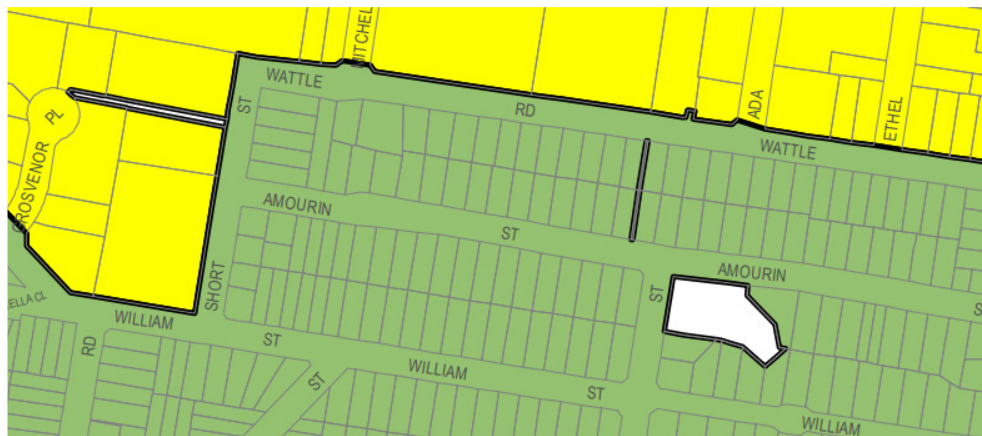 MITCHEL
WATTLE
RD
ADA
ETHEL
WATTLE
ST
PL
GROSVENOR
AMOURIN
ST
AMOURIN
ST
SHORT
ELLA CL
WILLIAM
ST
RD
WILLIAM
ST
ST
WILLIAM